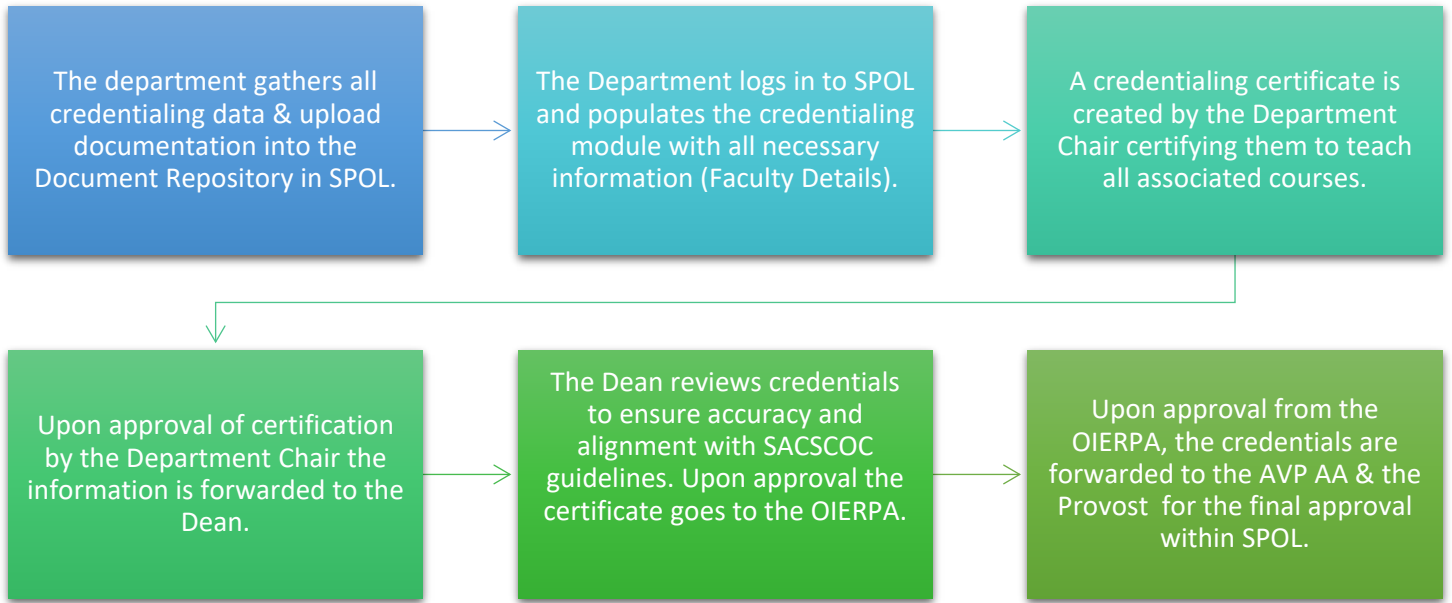 The department gathers all
credentialing data & upload
documentation into the
Document Repository in SPOL.
The Department logs in to SPOL
and populates the credentialing
module with all necessary
information (Faculty Details).
A credentialing certificate is
created by the Department
Chair certifying them to teach
all associated courses.
Upon approval of certification
by the Department Chair the
information is forwarded to the
Dean.
The Dean reviews credentials
to ensure accuracy and
alignment with SACSCOC
guidelines. Upon approval the
certificate goes to the OIERPA.
Upon approval from the
OIERPA, the credentials are
forwarded to the AVP AA & the
Provost for the final approval
within SPOL.